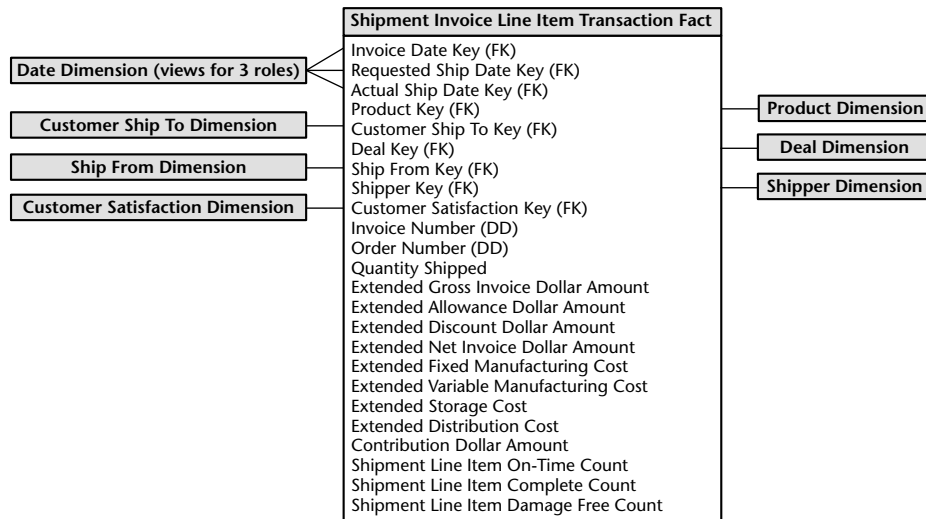 Shipment Invoice Line Item Transaction Fact
Invoice Date Key (FK)
Requested Ship Date Key (FK)
Actual Ship Date Key (FK)
Product Key (FK)
Customer Ship To Key (FK)
Deal Key (FK)
Ship From Key (FK)
Shipper Key (FK)
Customer Satisfaction Key (FK)
Invoice Number (DD)
Order Number (DD)
Quantity Shipped
Extended Gross Invoice Dollar Amount
Extended Allowance Dollar Amount
Extended Discount Dollar Amount
Extended Net Invoice Dollar Amount
Extended Fixed Manufacturing Cost
Extended Variable Manufacturing Cost
Extended Storage Cost
Extended Distribution Cost
Contribution Dollar Amount
Shipment Line Item On-Time Count
Shipment Line Item Complete Count
Shipment Line Item Damage Free Count
Date Dimension (views for 3 roles)
Customer Ship To Dimension
Ship From Dimension
Customer Satisfaction Dimension
Product Dimension
Deal Dimension
Shipper Dimension